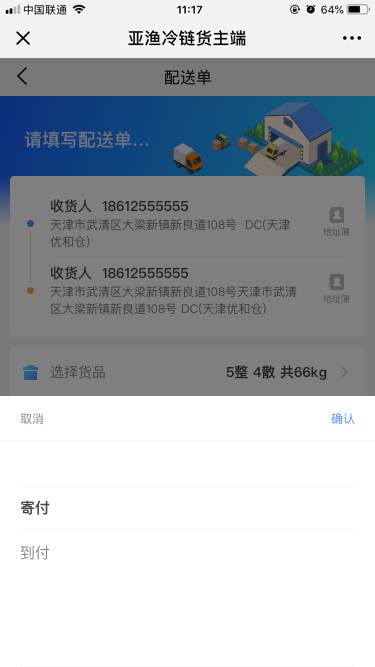 中国联通
11:17
64%
亚渔冷链货主端
配送单
请填写配送单...
收货人 18612555555
天津市武清区大梁新镇新良道108号 DC(天津
优和仓)
地址簿
收货人 18612555555
天津市武清区大梁新镇新良道108号天津市武清
区大梁新镇新良道108号 DC(天津优和仓)
地址簿
选择货品
5整 4散 共66kg
取消
确认
寄付
到付